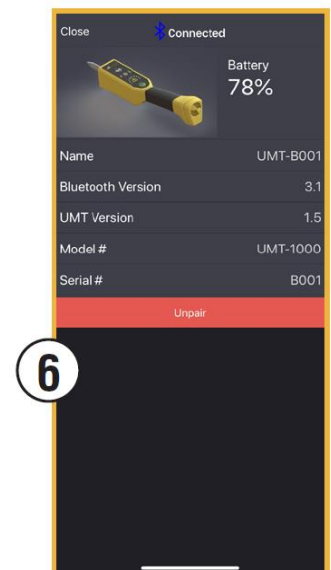 Close Connected
Battery
78%
Name UMT-B001
Bluetooth Version 3.1
UMT Version 1.5
Model # UMT-1000
Serial # B001
Unpair
6